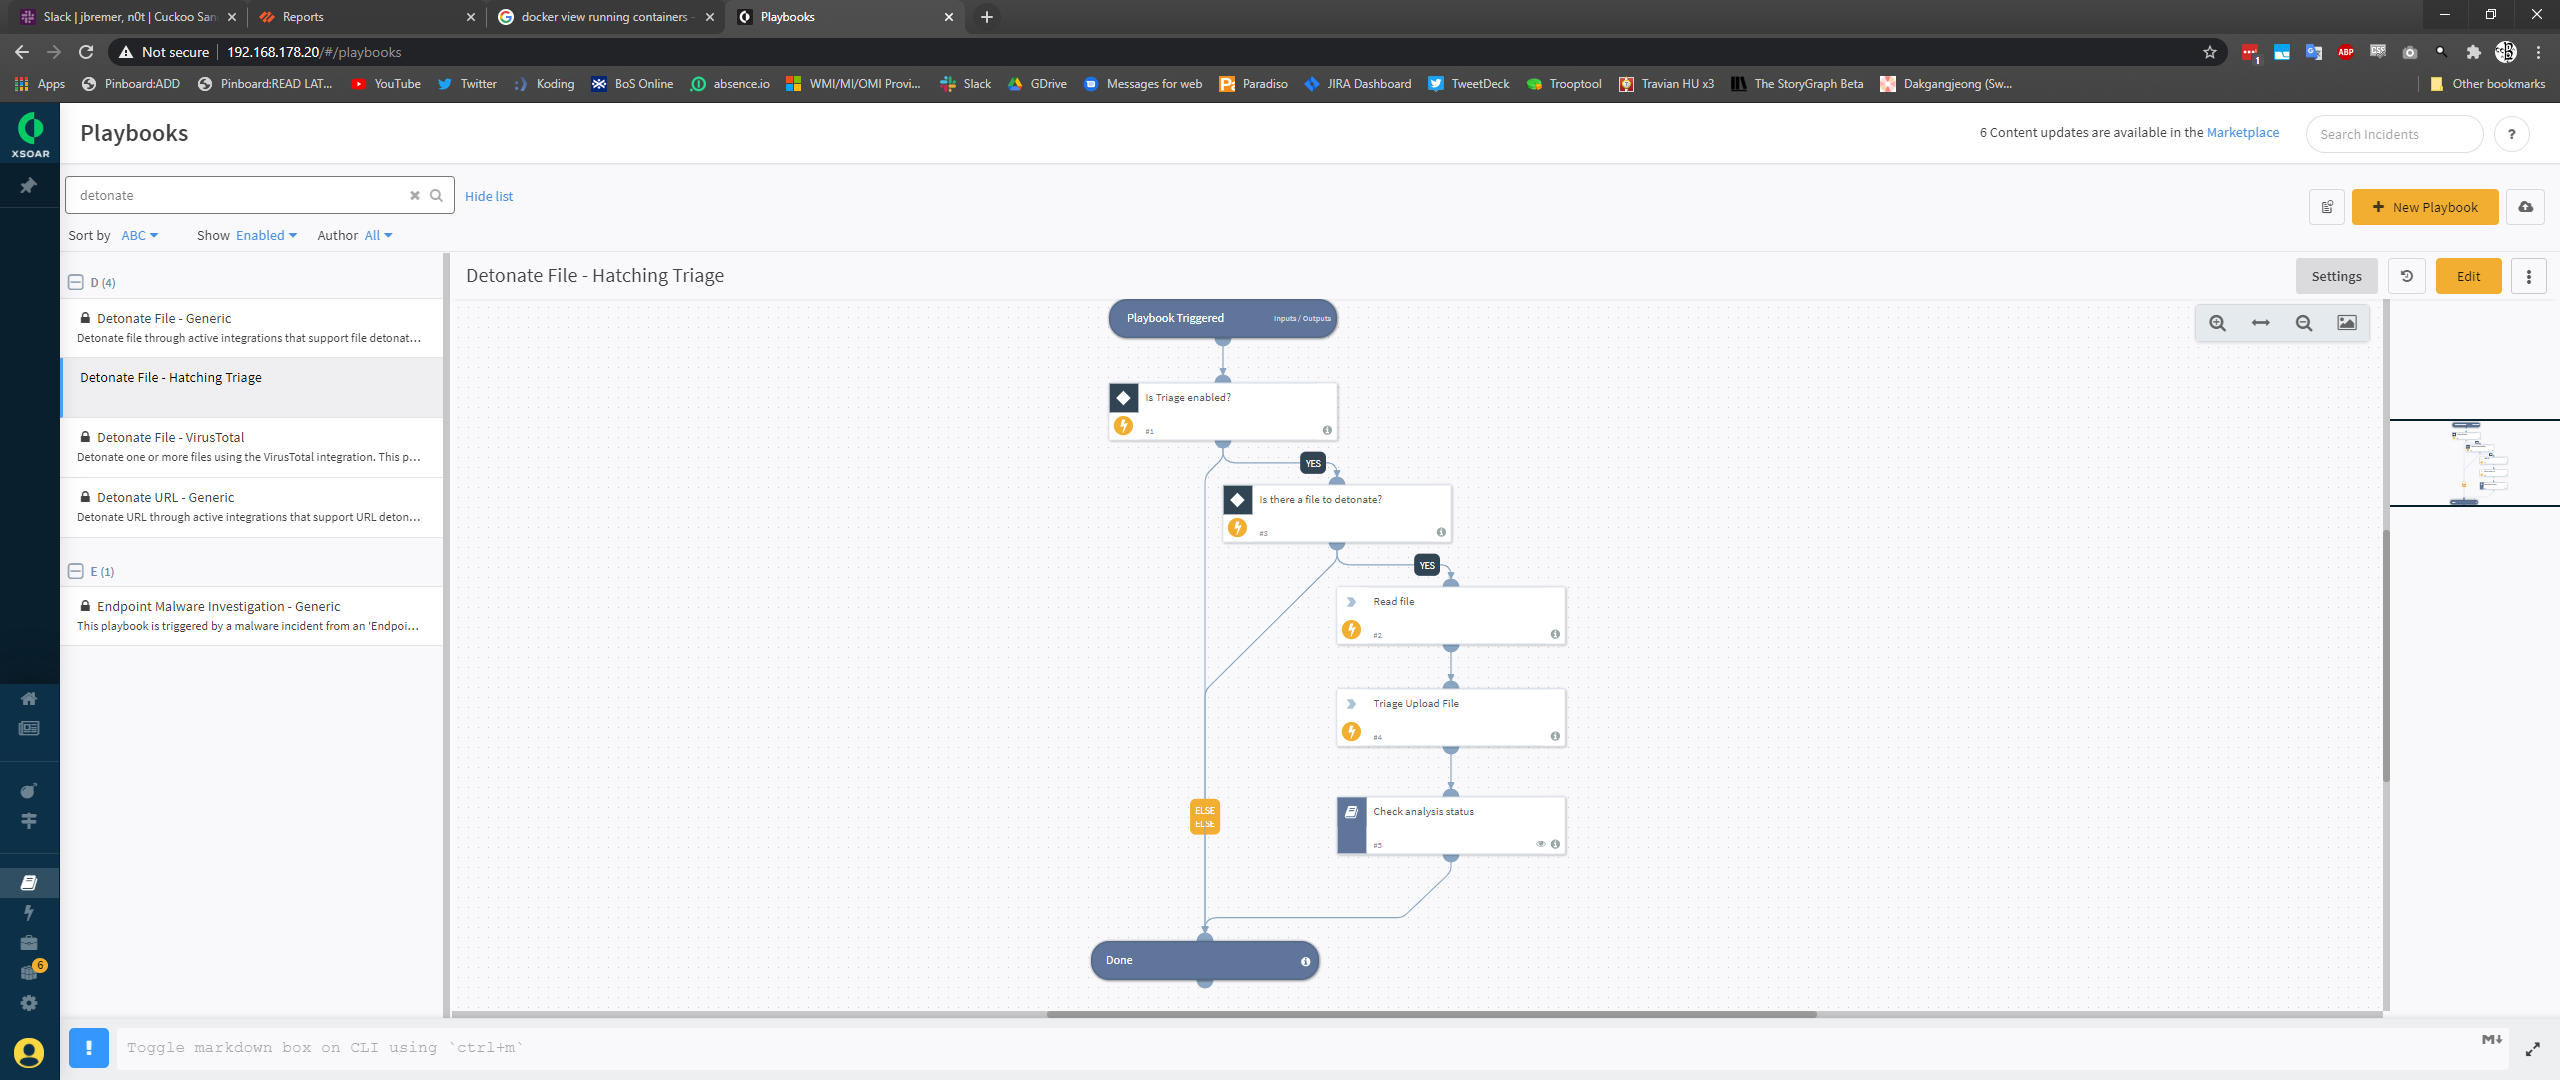 Slack | jbremer, n0t | Cuckoo San
Reports
docker view running containers -
Playbooks
Not secure
192.168.178.20/#/playbooks
1
ABP
Apps
Pinboard:ADD
Pinboard:READ LAT...
YouTube
Twitter
Koding
BoS Online
absence.io
WMI/MI/OMI Provi...
Slack
GDrive
Messages for web
Paradiso
JIRA Dashboard
TweetDeck
Trooptool
Travian HU x3
The StoryGraph Beta
Dakgangjeong (Sw...
Other bookmarks
XSOAR
Playbooks
6 Content updates are available in the Marketplace
Search Incidents
?
detonate
Hide list
+ New Playbook
Sort by ABC
Show Enabled
Author All
D (4)
Detonate File - Generic
Detonate file through active integrations that support file detonat...
Detonate File - Hatching Triage
Detonate File - VirusTotal
Detonate one or more files using the VirusTotal integration. This p...
Detonate URL - Generic
Detonate URL through active integrations that support URL deton...
E (1)
Endpoint Malware Investigation - Generic
This playbook is triggered by a malware incident from an 'Endpoi...
Detonate File - Hatching Triage
Settings
Edit
Playbook Triggered
Inputs / Outputs
Is Triage enabled?
#1
YES
Is there a file to detonate?
#3
YES
Read file
#2
Triage Upload File
#4
ELSE
ELSE
Check analysis status
#5
Done
6
!
Toggle markdown box on CLI using `ctrl+m`
M↓